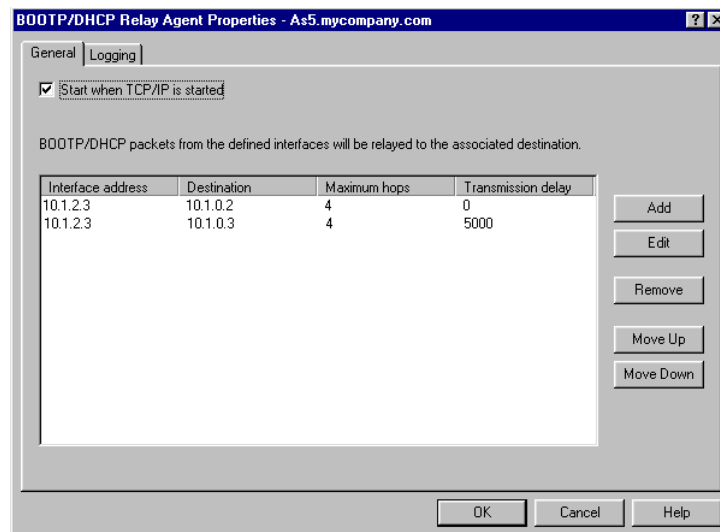 BOOTP/DHCP Relay Agent Properties - As5.mycompany.com
General Logging
Start when TCP/IP is started
BOOTP/DHCP packets from the defined interfaces will be relayed to the associated destination.
Interface address Destination Maximum hops Transmission delay
10.1.2.3 10.1.0.2 4 0
10.1.2.3 10.1.0.3 4 5000
Add
Edit
Remove
Move Up
Move Down
OK Cancel Help